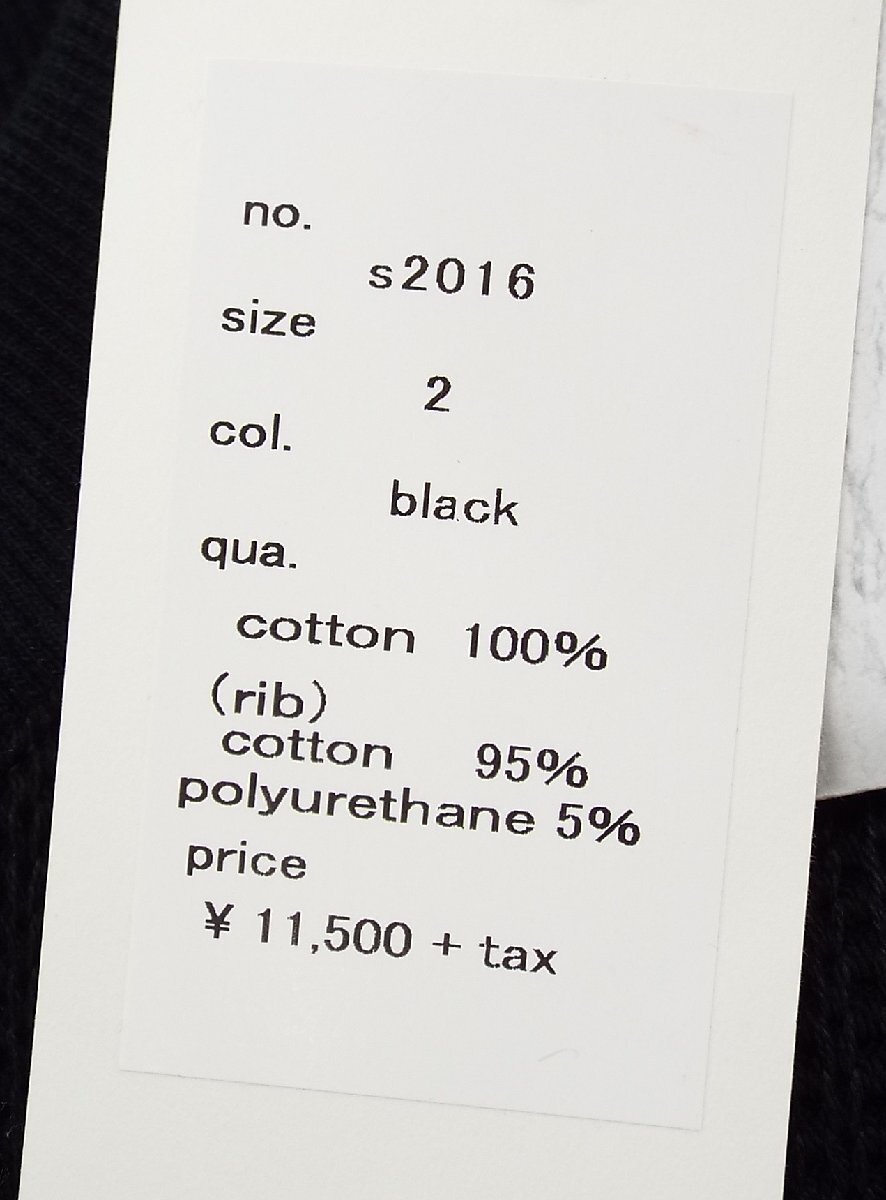 no.
s2016
size
2
col.
black
qua.
cotton 100%
(rib)
cotton 95%
polyurethane 5%
price
¥ 11,500 + tax